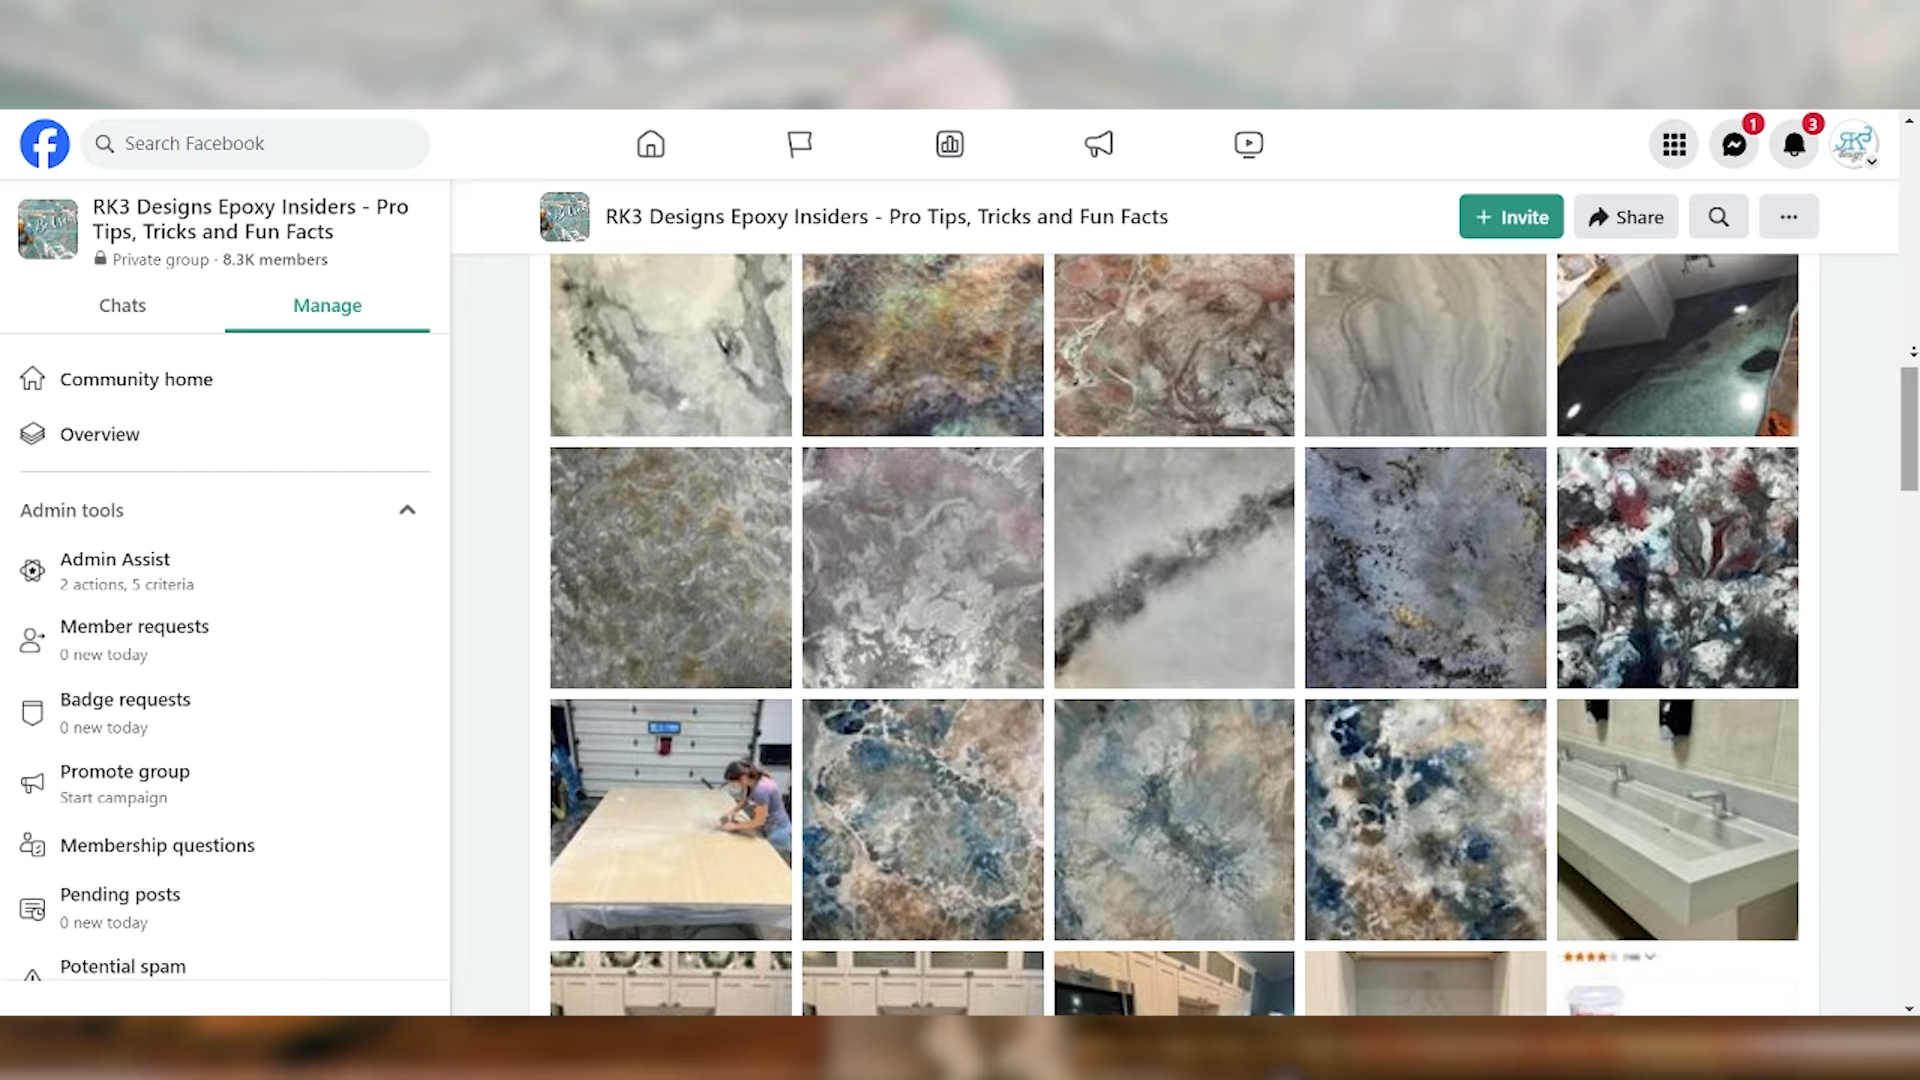 Search Facebook
1
3
RK3 Designs Epoxy Insiders - Pro
Tips, Tricks and Fun Facts
Private group · 8.3K members
Chats
Manage
RK3 Designs Epoxy Insiders - Pro Tips, Tricks and Fun Facts
+ Invite
Share
Community home
Overview
Admin tools
Admin Assist
2 actions, 5 criteria
Member requests
0 new today
Badge requests
0 new today
Promote group
Start campaign
Membership questions
Pending posts
0 new today
Potential spam